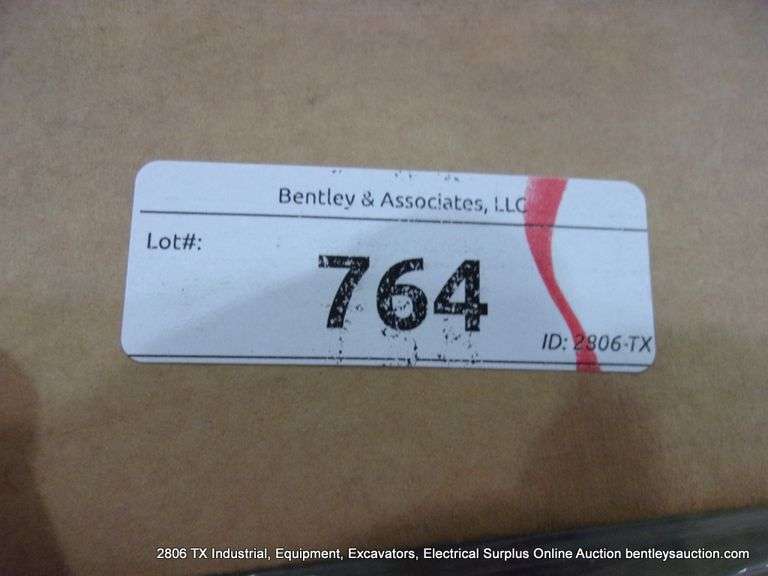 Bentley & Associates, LLC
Lot#:
764
ID: 2806-TX
2806 TX Industrial, Equipment, Excavators, Electrical Surplus Online Auction bentleysauction.com